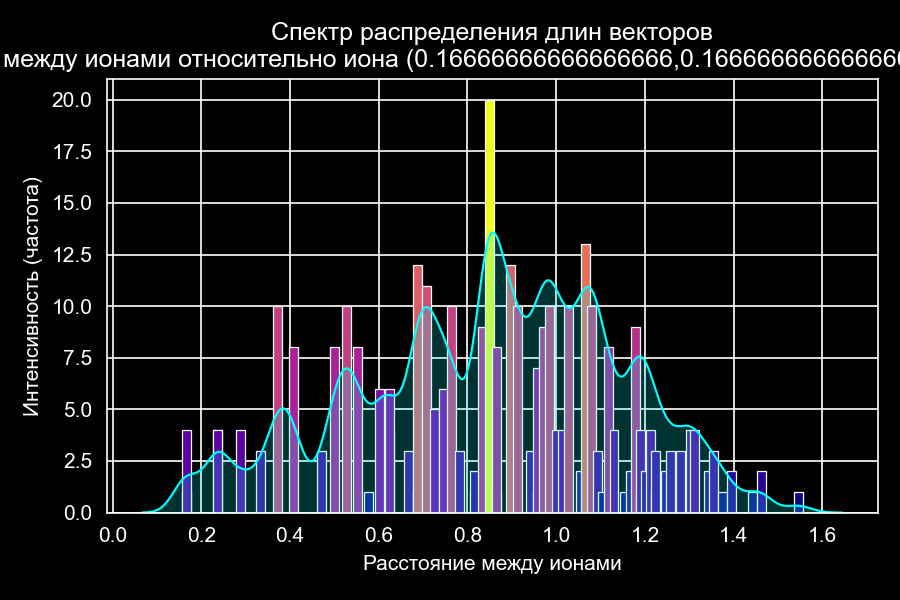 Спектр распределения длин векторов
между ионами относительно иона (0.16666666666666666,0.1666666666666666
20.0
17.5
15.0
12.5
10.0
7.5
5.0
2.5
0.0
Интенсивность (частота)
0.0 0.2 0.4 0.6 0.8 1.0 1.2 1.4 1.6
Расстояние между ионами